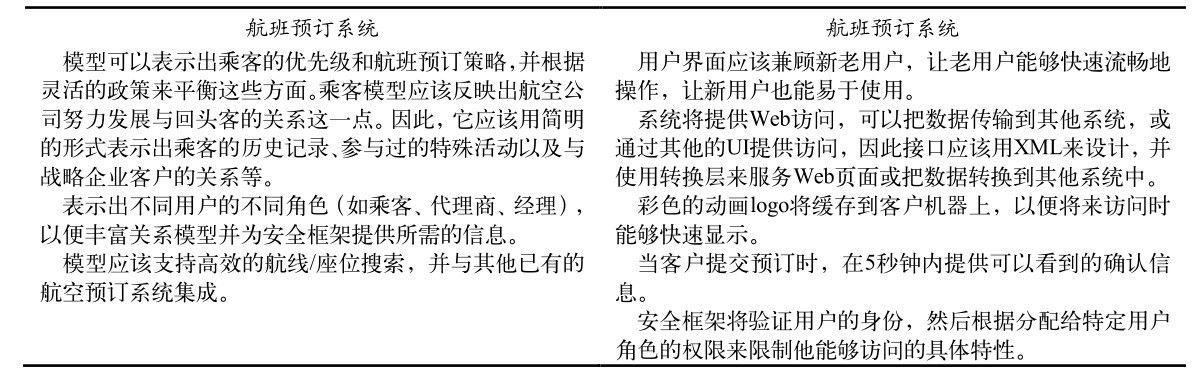 航班预订系统
模型可以表示出乘客的优先级和航班预订策略,并根据
灵活的政策来平衡这些方面。乘客模型应该反映出航空公
司努力发展与回头客的关系这一点。因此,它应该用简明
的形式表示出乘客的历史记录、参与过的特殊活动以及与
战略企业客户的关系等。
表示出不同用户的不同角色(如乘客、代理商、经理),
以便丰富关系模型并为安全框架提供所需的信息。
模型应该支持高效的航线/座位搜索,并与其他已有的
航空预订系统集成。
航班预订系统
用户界面应该兼顾新老用户,让老用户能够快速流畅地
操作,让新用户也能易于使用。
系统将提供Web访问,可以把数据传输到其他系统,或
通过其他的UI提供访问,因此接口应该用XML来设计,并
使用转换层来服务Web页面或把数据转换到其他系统中。
彩色的动画logo将缓存到客户机器上,以便将来访问时
能够快速显示。
当客户提交预订时,在5秒钟内提供可以看到的确认信
息。
安全框架将验证用户的身份,然后根据分配给特定用户
角色的权限来限制他能够访问的具体特性。